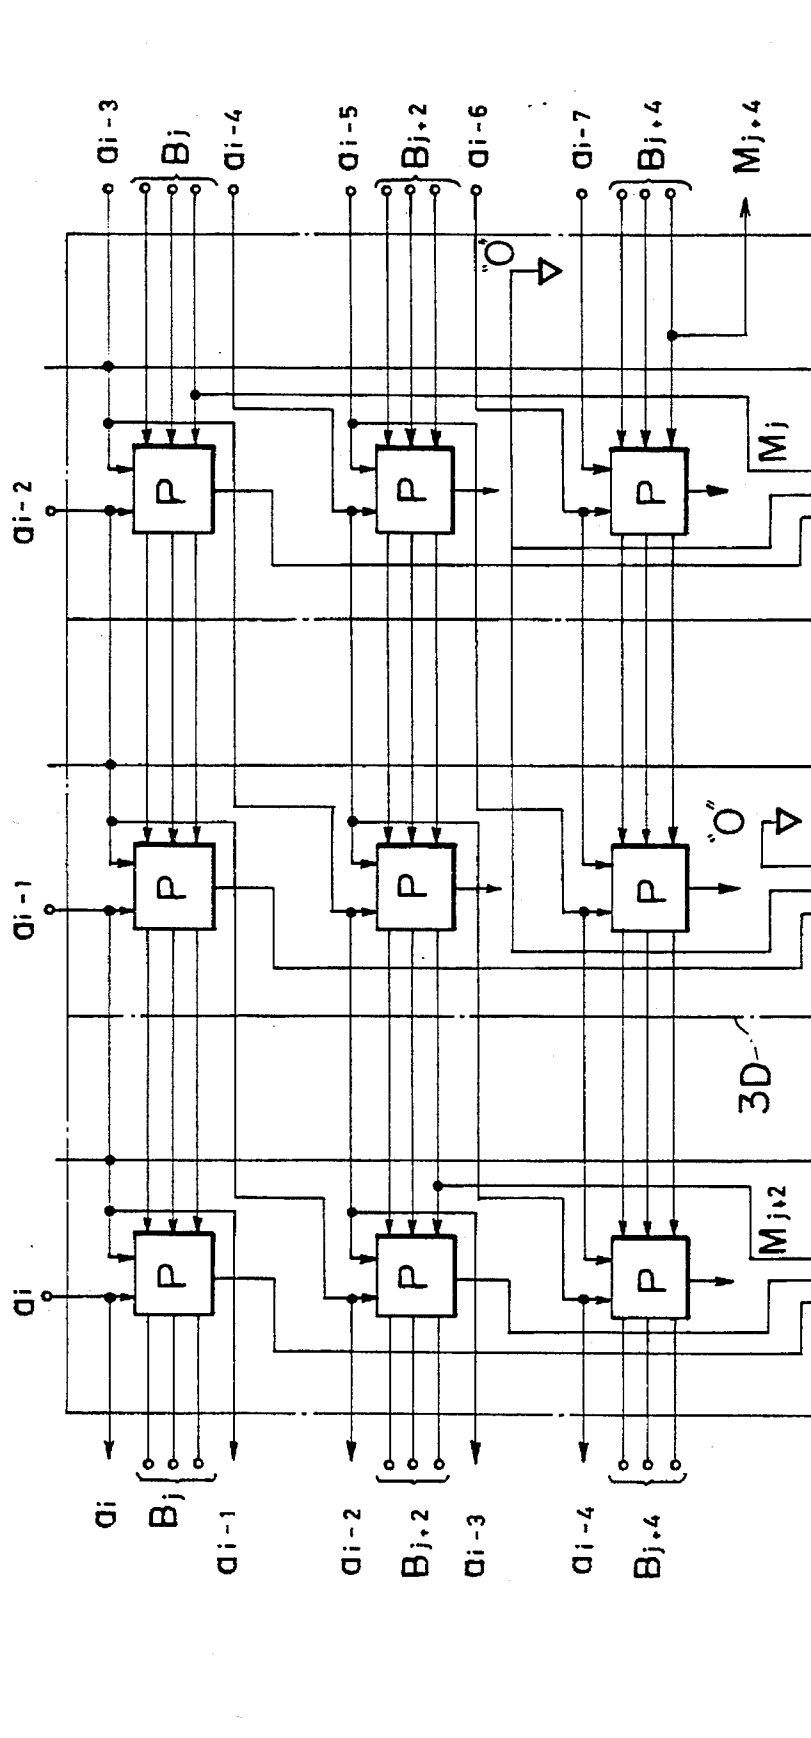 ai-3
Bj
ai-4
ai-5
Bj+2
ai-6
ai-7
Bj+4
Mj+4
"0"
ai-2
P
P
P
Mj
ai-1
P
P
P
"0"
3D
ai
P
P
P
Mj+2
ai
Bj
ai-1
ai-2
Bj+2
ai-3
ai-4
Bj+4